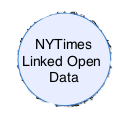 NYTimes
Linked Open
Data